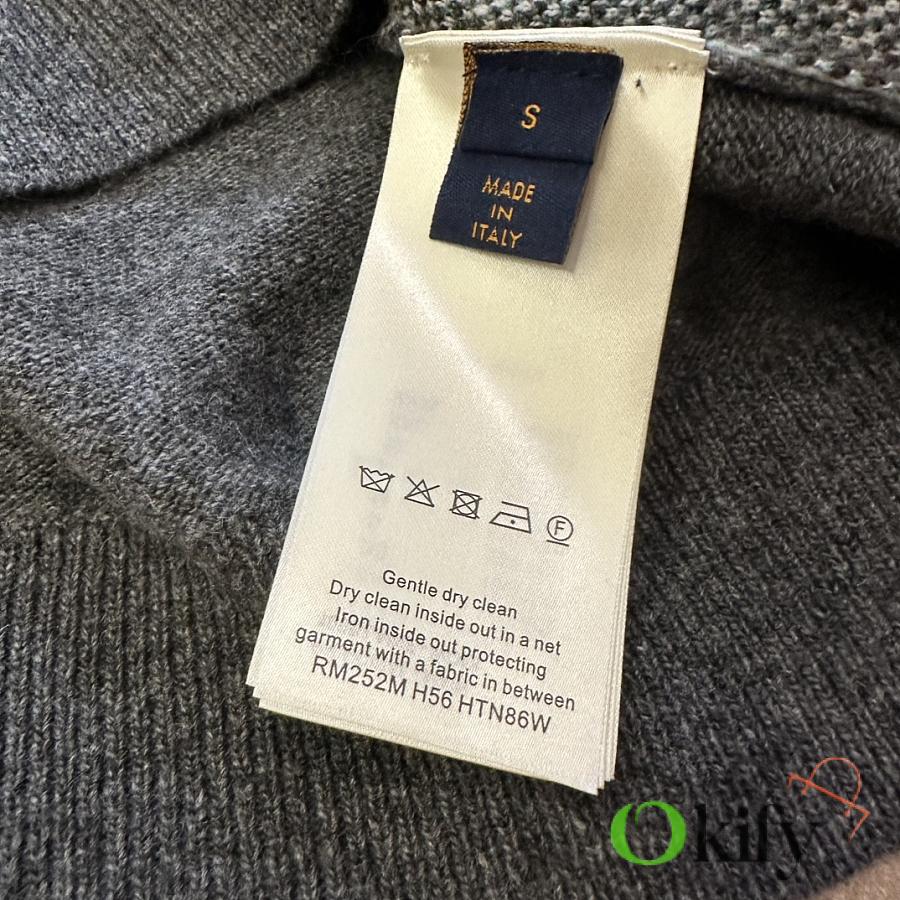 S
MADE
IN
ITALY
F
Gentle dry clean
Dry clean inside out in a net
Iron inside out protecting
garment with a fabric in between
RM252M H56 HTN86W
Okify